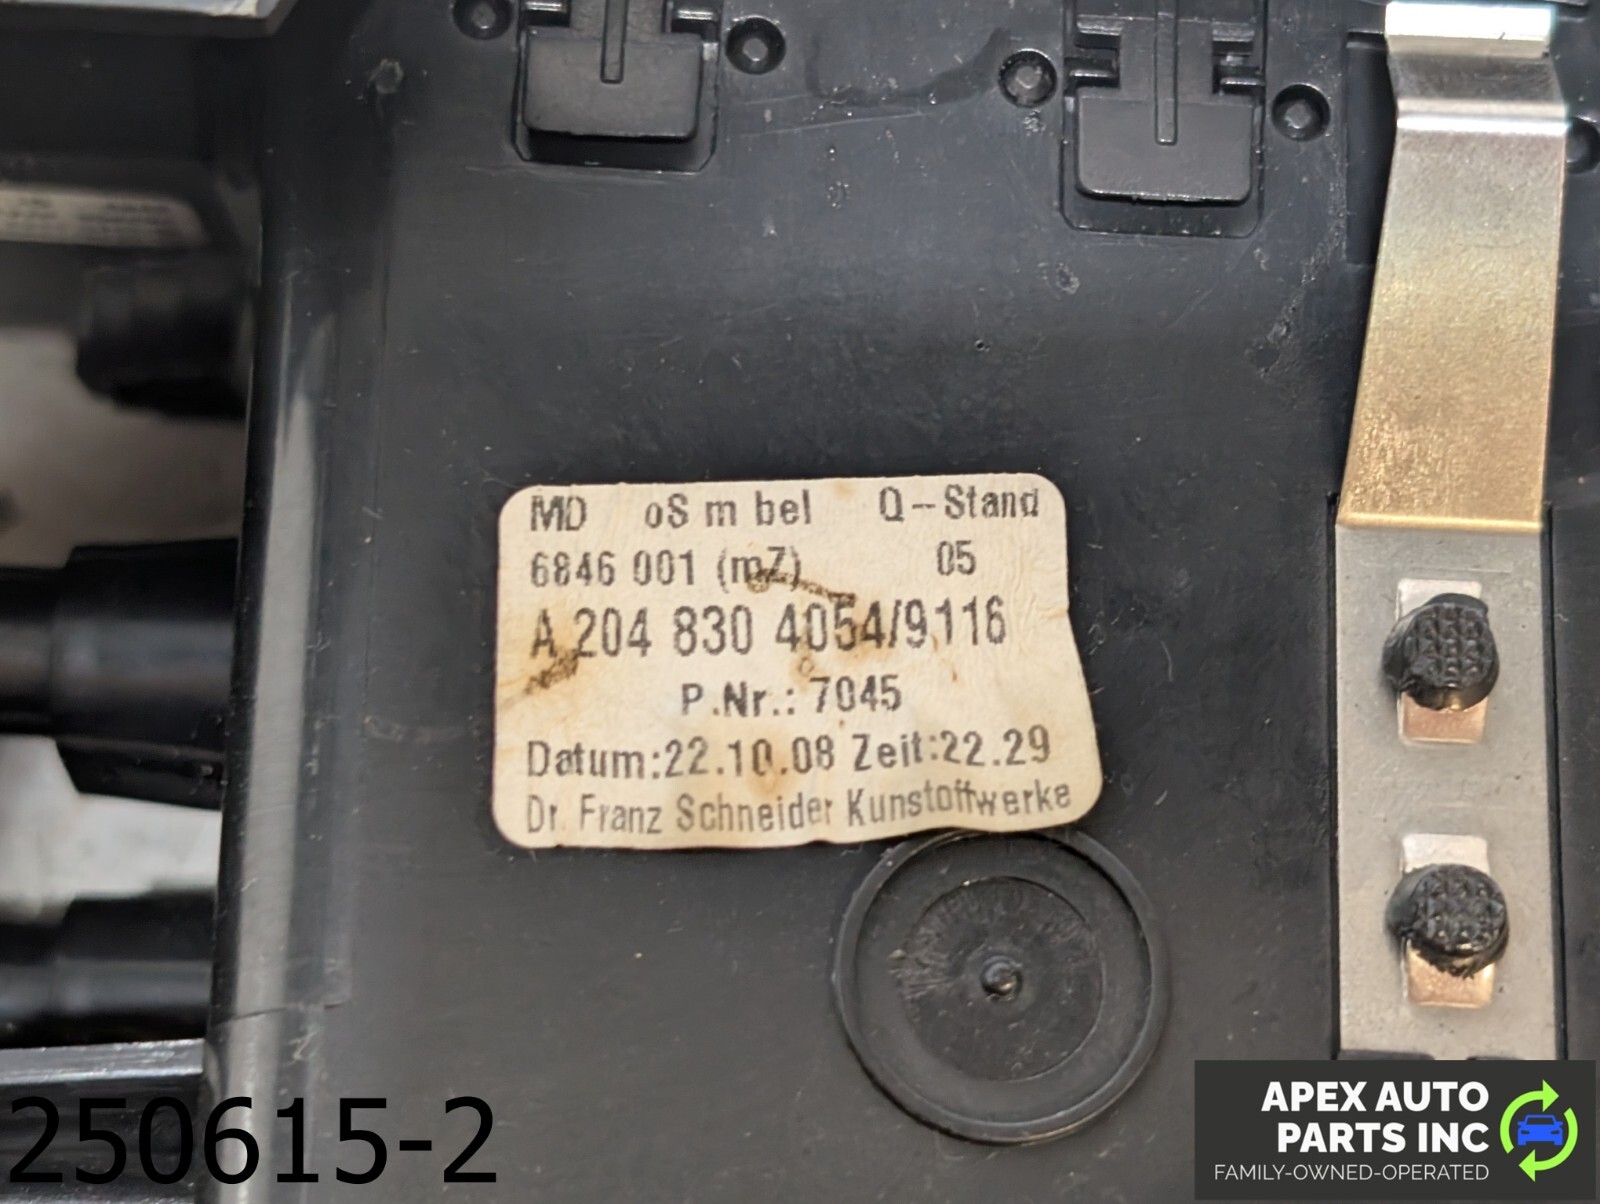 MD oS m bel Q-Stand
6846 001 (mZ) 05
A 204 830 4054/9116
P.Nr.: 7045
Datum:22.10.08 Zeit:22.29
Dr. Franz Schneider Kunstoffwerke
250615-2
APEX AUTO
PARTS INC
FAMILY-OWNED-OPERATED